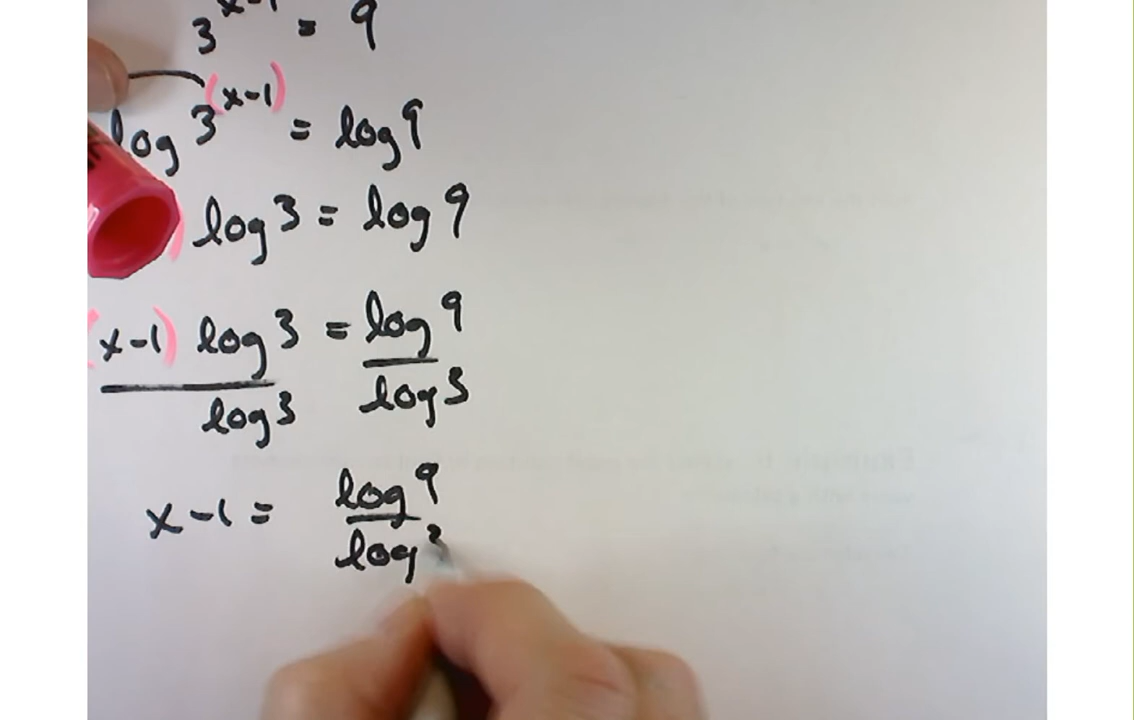 3^(x-1) = 9
log 3^(x-1) = log 9
) log 3 = log 9
(x-1) log 3 = log 9
log 3 log 3
x-1 = log 9
log 3